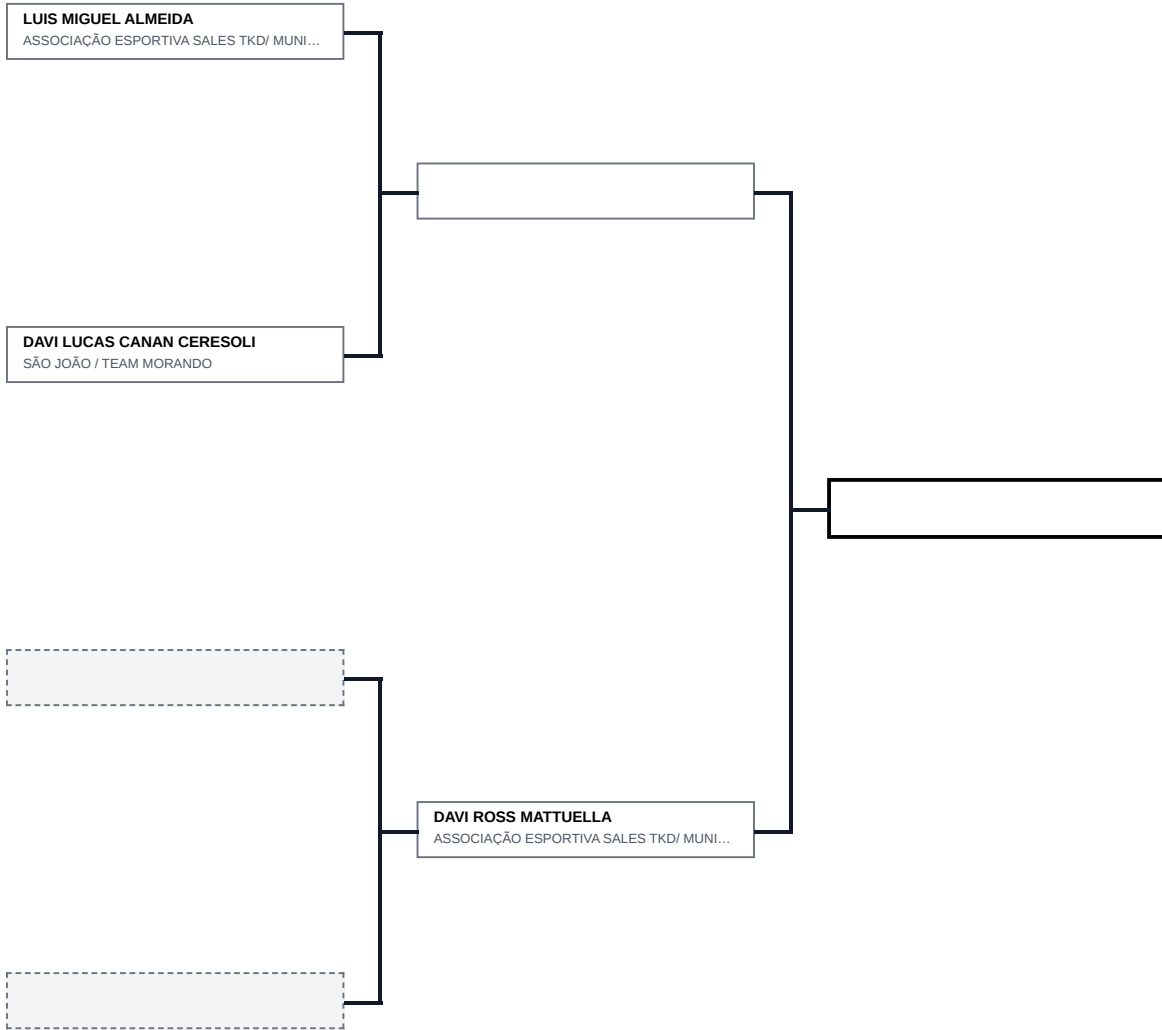 LUIS MIGUEL ALMEIDA
ASSOCIAÇÃO ESPORTIVA SALES TKD/ MUNI…
DAVI LUCAS CANAN CERESOLI
SÃO JOÃO / TEAM MORANDO
DAVI ROSS MATTUELLA
ASSOCIAÇÃO ESPORTIVA SALES TKD/ MUNI…